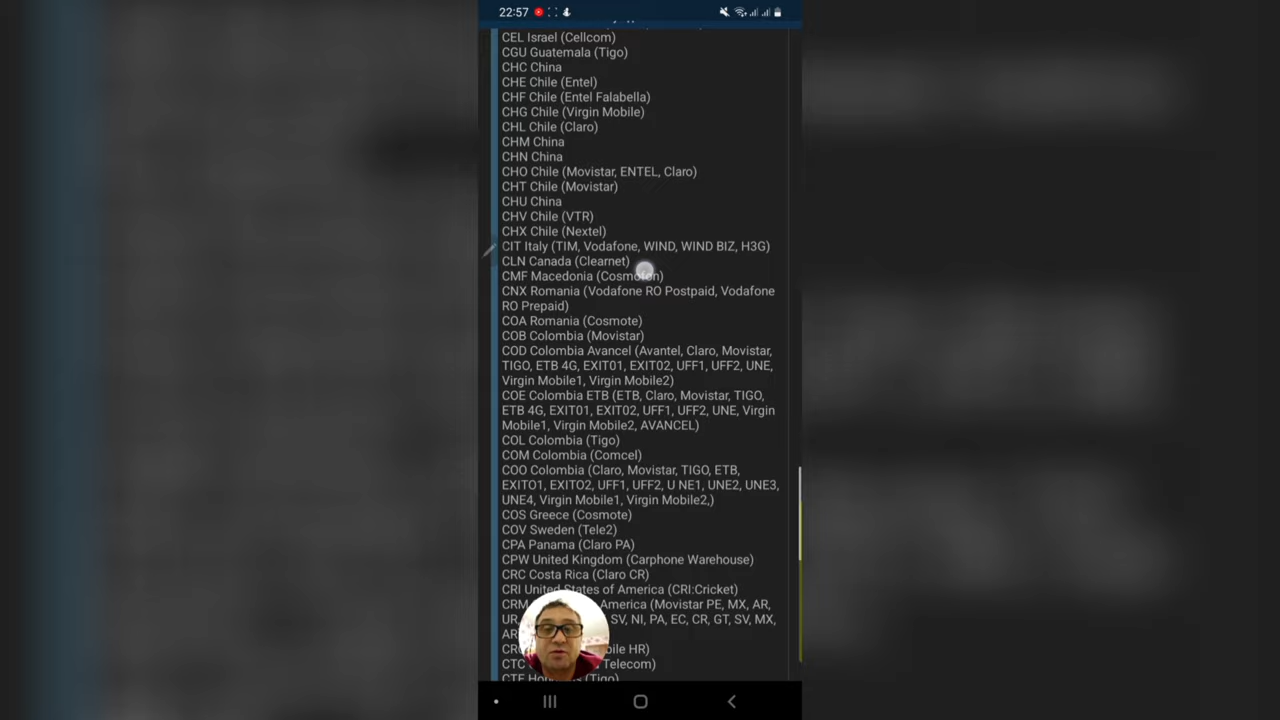 22:57
CEL Israel (Cellcom)
CGU Guatemala (Tigo)
CHC China
CHE Chile (Entel)
CHF Chile (Entel Falabella)
CHG Chile (Virgin Mobile)
CHL Chile (Claro)
CHM China
CHN China
CHO Chile (Movistar, ENTEL, Claro)
CHT Chile (Movistar)
CHU China
CHV Chile (VTR)
CHX Chile (Nextel)
CIT Italy (TIM, Vodafone, WIND, WIND BIZ, H3G)
CLN Canada (Clearnet)
CMF Macedonia (Cosmofon)
CNX Romania (Vodafone RO Postpaid, Vodafone
RO Prepaid)
COA Romania (Cosmote)
COB Colombia (Movistar)
COD Colombia Avancel (Avantel, Claro, Movistar,
TIGO, ETB 4G, EXIT01, EXIT02, UFF1, UFF2, UNE,
Virgin Mobile1, Virgin Mobile2)
COE Colombia ETB (ETB, Claro, Movistar, TIGO,
ETB 4G, EXIT01, EXIT02, UFF1, UFF2, UNE, Virgin
Mobile1, Virgin Mobile2, AVANCEL)
COL Colombia (Tigo)
COM Colombia (Comcel)
COO Colombia (Claro, Movistar, TIGO, ETB,
EXITO1, EXITO2, UFF1, UFF2, U NE1, UNE2, UNE3,
UNE4, Virgin Mobile1, Virgin Mobile2,)
COS Greece (Cosmote)
COV Sweden (Tele2)
CPA Panama (Claro PA)
CPW United Kingdom (Carphone Warehouse)
CRC Costa Rica (Claro CR)
CRI United States of America (CRI:Cricket)
CRM America (Movistar PE, MX, AR,
SV, NI, PA, EC, CR, GT, SV, MX,
HR)
CTC Telecom)
(Tigo)